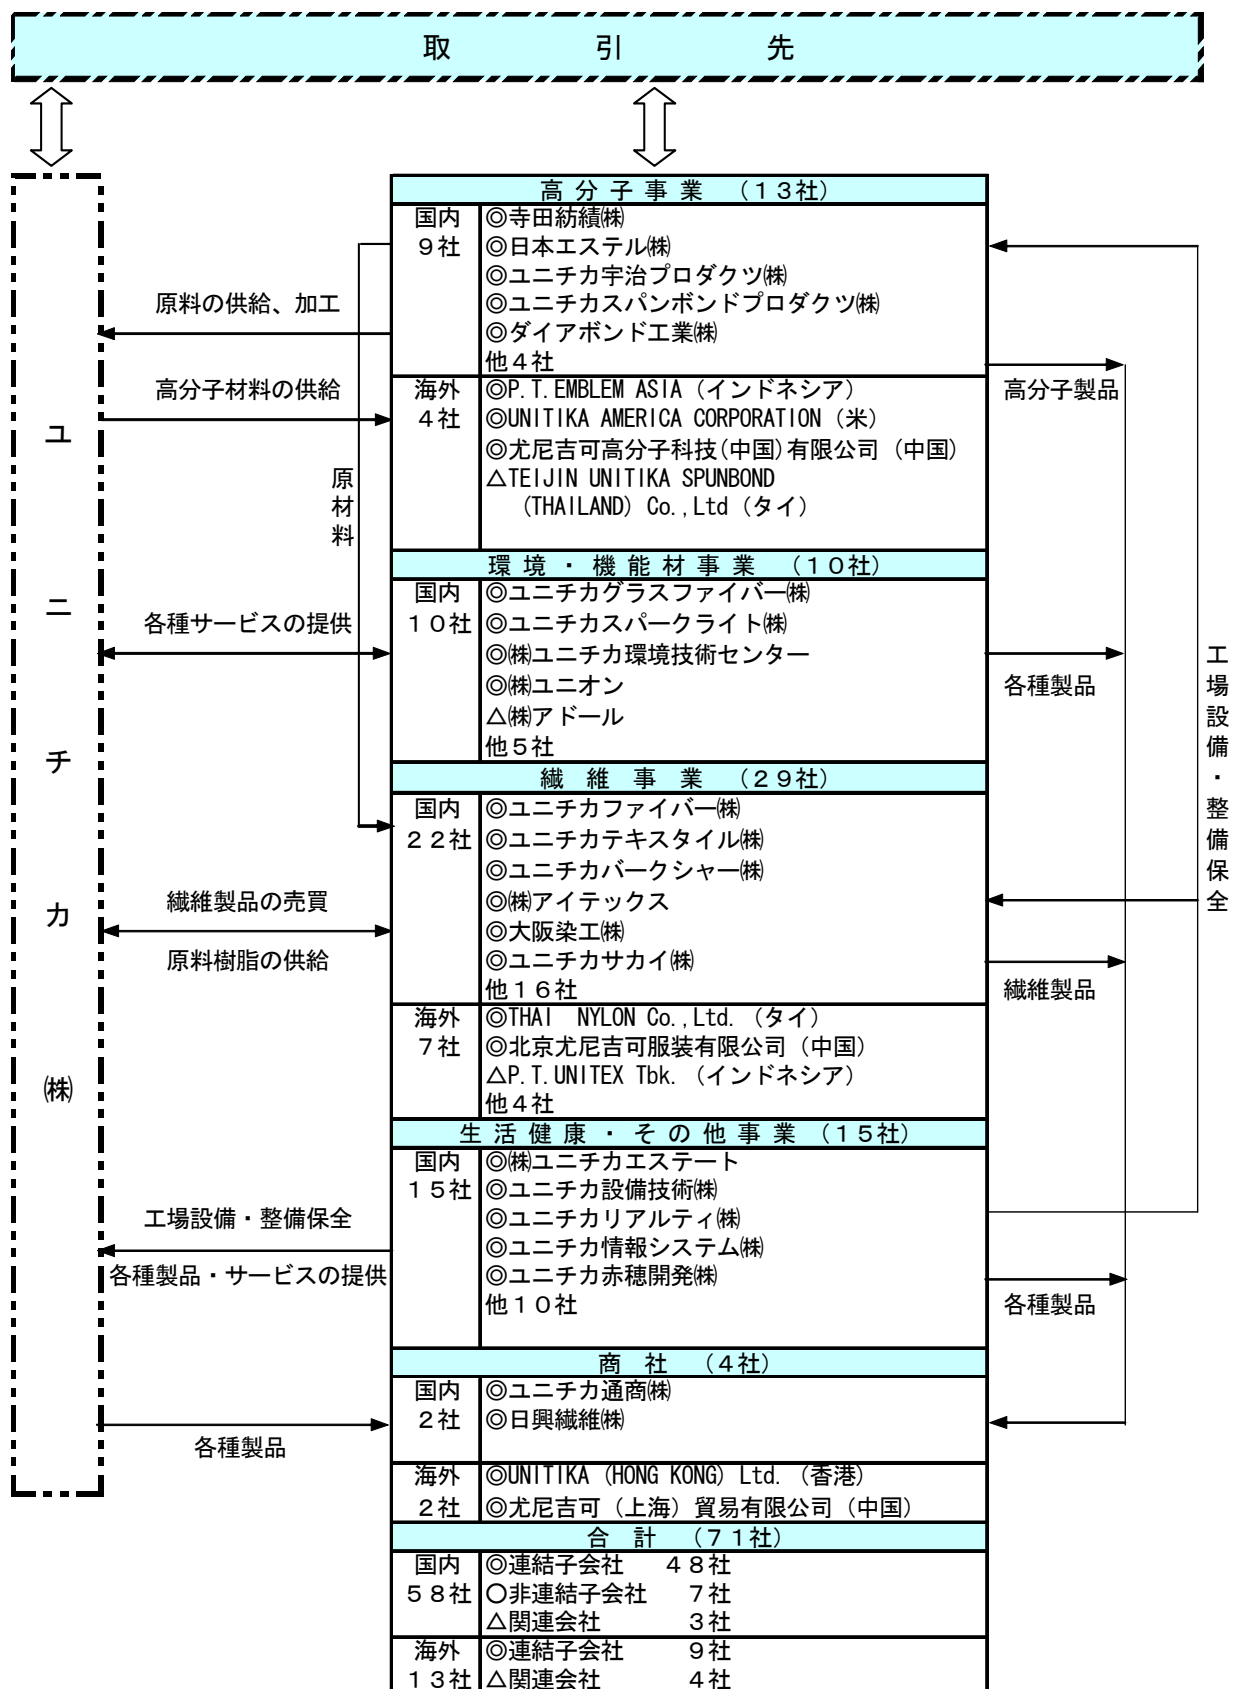 取 引 先
ユニチカ㈱
原料の供給、加工
高分子材料の供給
原材料
各種サービスの提供
繊維製品の売買
原料樹脂の供給
工場設備・整備保全
各種製品・サービスの提供
各種製品
高分子事業 （１３社）
国内
９社
◎寺田紡績㈱
◎日本エステル㈱
◎ユニチカ宇治プロダクツ㈱
◎ユニチカスパンボンドプロダクツ㈱
◎ダイアボンド工業㈱
他４社
海外
４社
◎P.T.EMBLEM ASIA（インドネシア）
◎UNITIKA AMERICA CORPORATION（米）
◎尤尼吉可高分子科技(中国)有限公司（中国）
△TEIJIN UNITIKA SPUNBOND
（THAILAND）Co.,Ltd（タイ）
環境・機能材事業 （１０社）
国内
１０社
◎ユニチカグラスファイバー㈱
◎ユニチカスパークライト㈱
◎㈱ユニチカ環境技術センター
◎㈱ユニオン
△㈱アドール
他５社
繊維事業 （２９社）
国内
２２社
◎ユニチカファイバー㈱
◎ユニチカテキスタイル㈱
◎ユニチカバークシャー㈱
◎㈱アイテックス
◎大阪染工㈱
◎ユニチカサカイ㈱
他１６社
海外
７社
◎THAI NYLON Co.,Ltd.（タイ）
◎北京尤尼吉可服装有限公司（中国）
△P.T.UNITEX Tbk.（インドネシア）
他４社
生活健康・その他事業（１５社）
国内
１５社
◎㈱ユニチカエステート
◎ユニチカ設備技術㈱
◎ユニチカリアルティ㈱
◎ユニチカ情報システム㈱
◎ユニチカ赤穂開発㈱
他１０社
商社 （４社）
国内
２社
◎ユニチカ通商㈱
◎日興繊維㈱
海外
２社
◎UNITIKA（HONG KONG）Ltd.（香港）
◎尤尼吉可（上海）貿易有限公司（中国）
合計 （７１社）
国内
５８社
◎連結子会社 ４８社
○非連結子会社 ７社
△関連会社 ３社
海外
１３社
◎連結子会社 ９社
△関連会社 ４社
高分子製品
各種製品
繊維製品
各種製品
工場設備・整備保全